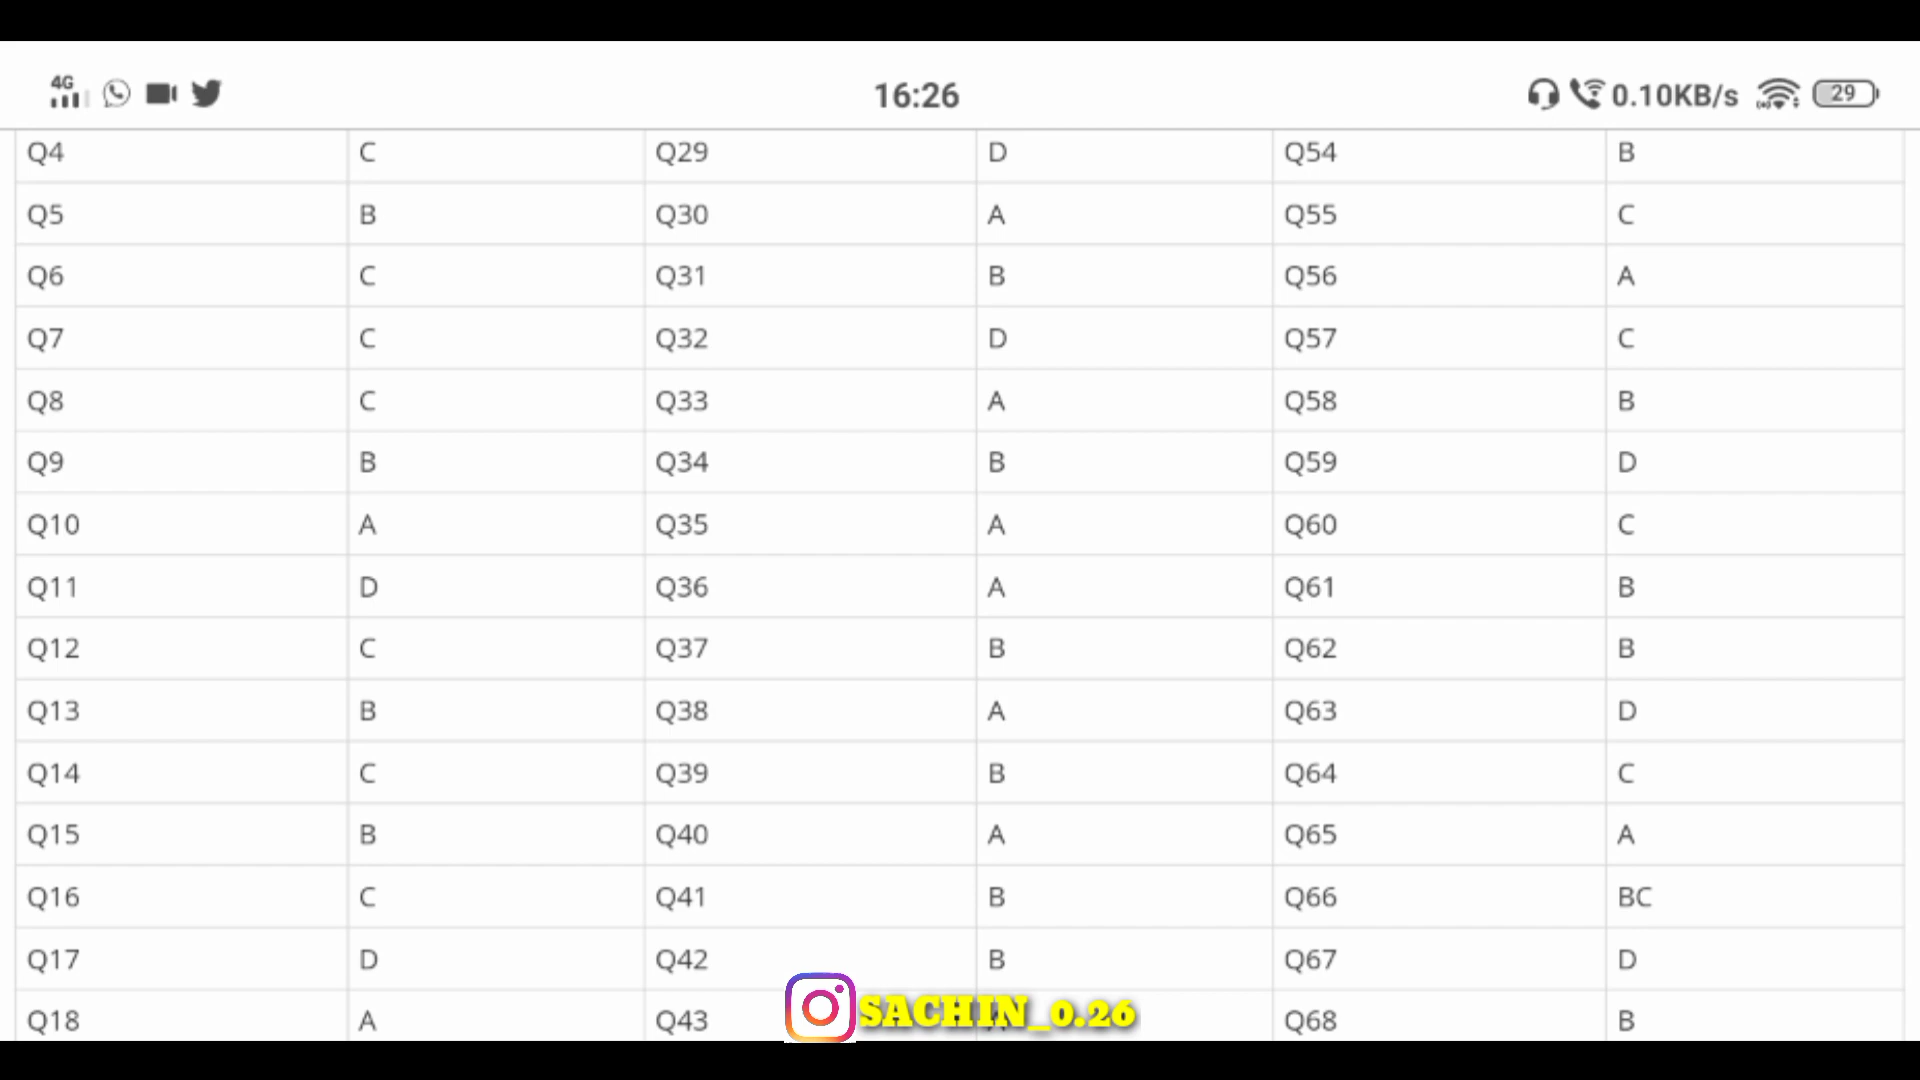 4G 16:26 0.10KB/s 29
Q4 C Q29 D Q54 B
Q5 B Q30 A Q55 C
Q6 C Q31 B Q56 A
Q7 C Q32 D Q57 C
Q8 C Q33 A Q58 B
Q9 B Q34 B Q59 D
Q10 A Q35 A Q60 C
Q11 D Q36 A Q61 B
Q12 C Q37 B Q62 B
Q13 B Q38 A Q63 D
Q14 C Q39 B Q64 C
Q15 B Q40 A Q65 A
Q16 C Q41 B Q66 BC
Q17 D Q42 B Q67 D
Q18 A Q43 Q68 B
SACHIN_0.26